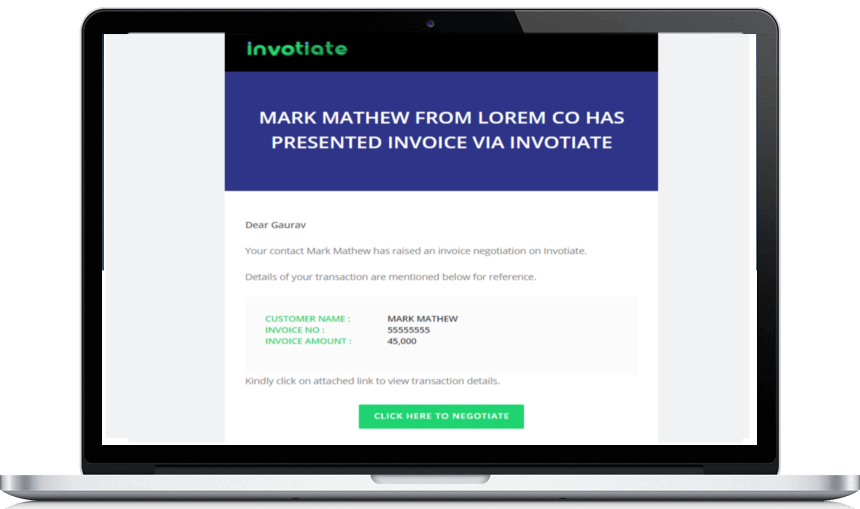 invotiate
MARK MATHEW FROM LOREM CO HAS
PRESENTED INVOICE VIA INVOTIATE
Dear Gaurav
Your contact Mark Mathew has raised an invoice negotiation on Invotiate.
Details of your transaction are mentioned below for reference.
CUSTOMER NAME : MARK MATHEW
INVOICE NO : 55555555
INVOICE AMOUNT : 45,000
Kindly click on attached link to view transaction details.
CLICK HERE TO NEGOTIATE